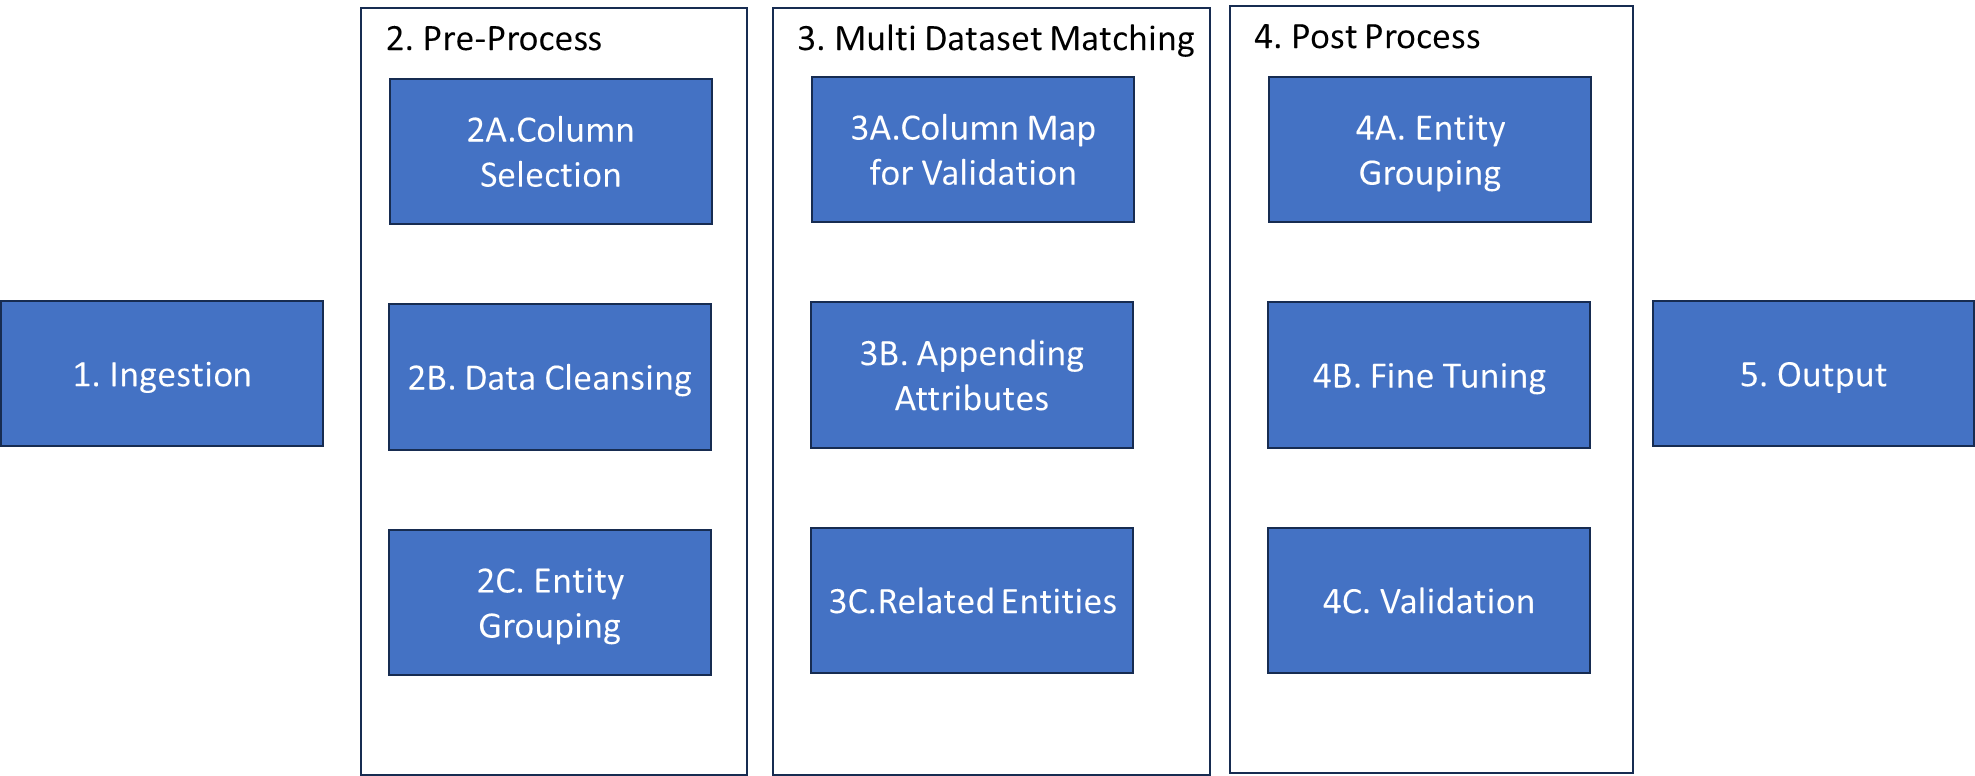 1. Ingestion
2. Pre-Process
2A.Column
Selection
2B. Data Cleansing
2C. Entity
Grouping
3. Multi Dataset Matching
3A.Column Map
for Validation
3B. Appending
Attributes
3C.Related Entities
4. Post Process
4A. Entity
Grouping
4B. Fine Tuning
4C. Validation
5. Output